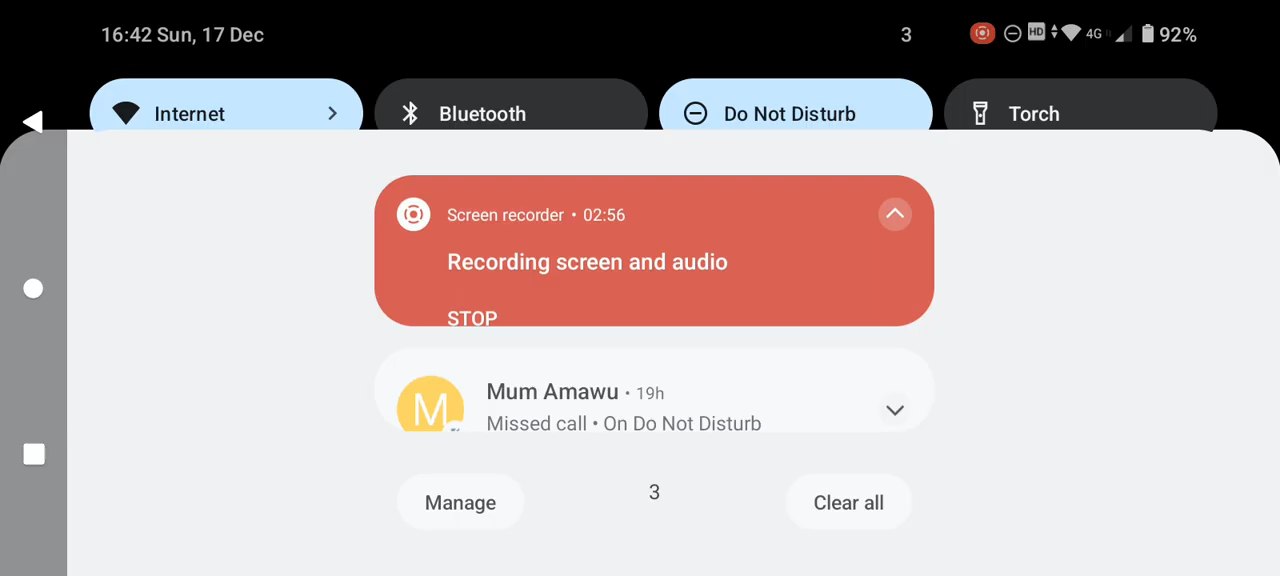 16:42 Sun, 17 Dec
3
HD
4G
92%
Internet
Bluetooth
Do Not Disturb
Torch
Screen recorder • 02:56
Recording screen and audio
STOP
M
Mum Amawu • 19h
Missed call • On Do Not Disturb
Manage
3
Clear all